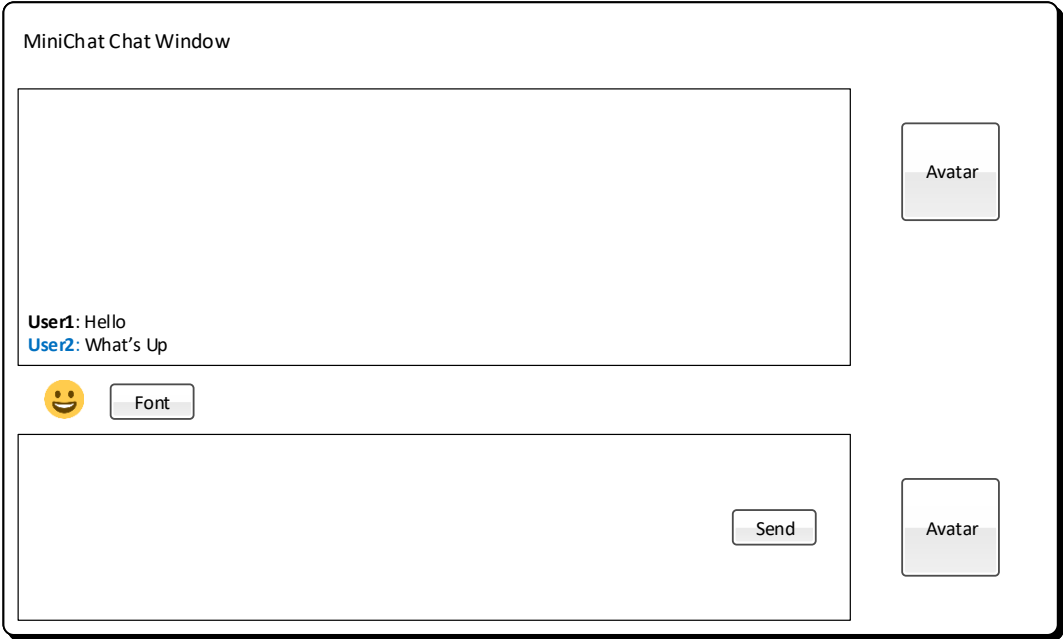 MiniChat Chat Window
Avatar
User1: Hello
User2: What’s Up
Font
Send
Avatar